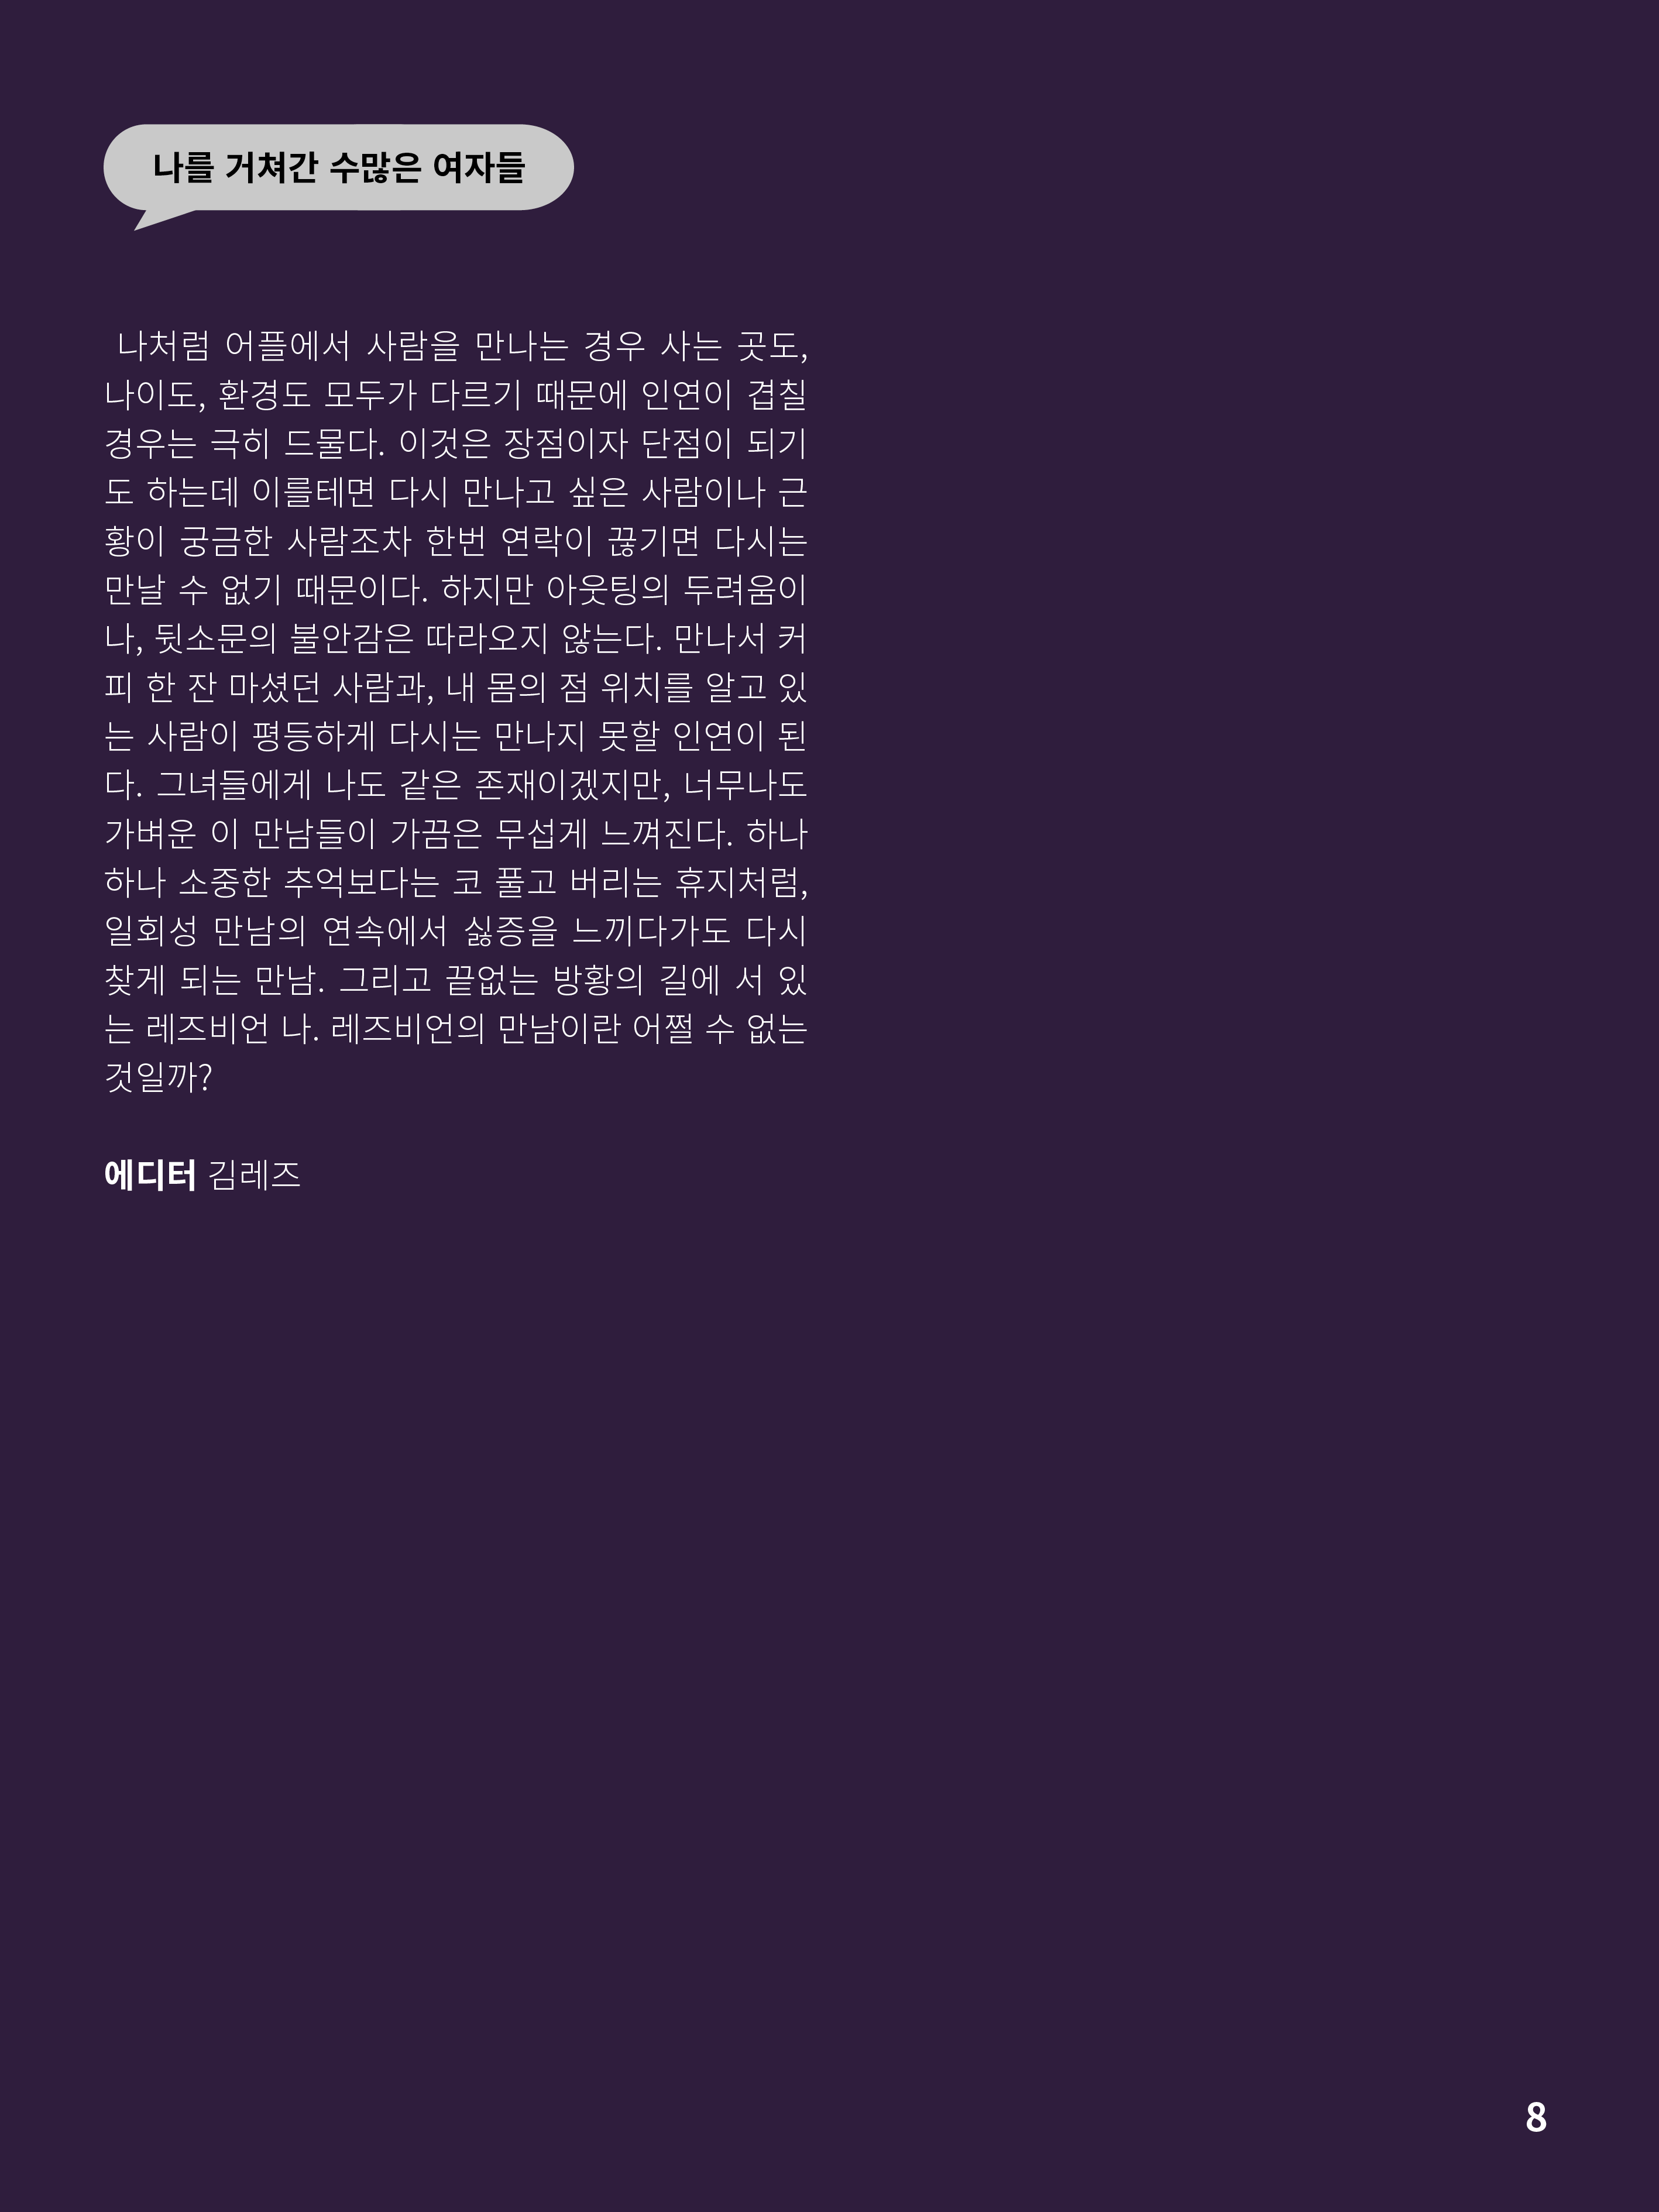 나를 거쳐간 수많은 여자들
나처럼 어플에서 사람을 만나는 경우 사는 곳도,
나이도, 환경도 모두가 다르기 때문에 인연이 겹칠
경우는 극히 드물다. 이것은 장점이자 단점이 되기
도 하는데 이를테면 다시 만나고 싶은 사람이나 근
황이 궁금한 사람조차 한번 연락이 끊기면 다시는
만날 수 없기 때문이다. 하지만 아웃팅의 두려움이
나, 뒷소문의 불안감은 따라오지 않는다. 만나서 커
피 한 잔 마셨던 사람과, 내 몸의 점 위치를 알고 있
는 사람이 평등하게 다시는 만나지 못할 인연이 된
다. 그녀들에게 나도 같은 존재이겠지만, 너무나도
가벼운 이 만남들이 가끔은 무섭게 느껴진다. 하나
하나 소중한 추억보다는 코 풀고 버리는 휴지처럼,
일회성 만남의 연속에서 싫증을 느끼다가도 다시
찾게 되는 만남. 그리고 끝없는 방황의 길에 서 있
는 레즈비언 나. 레즈비언의 만남이란 어쩔 수 없는
것일까?
에디터 김레즈
8